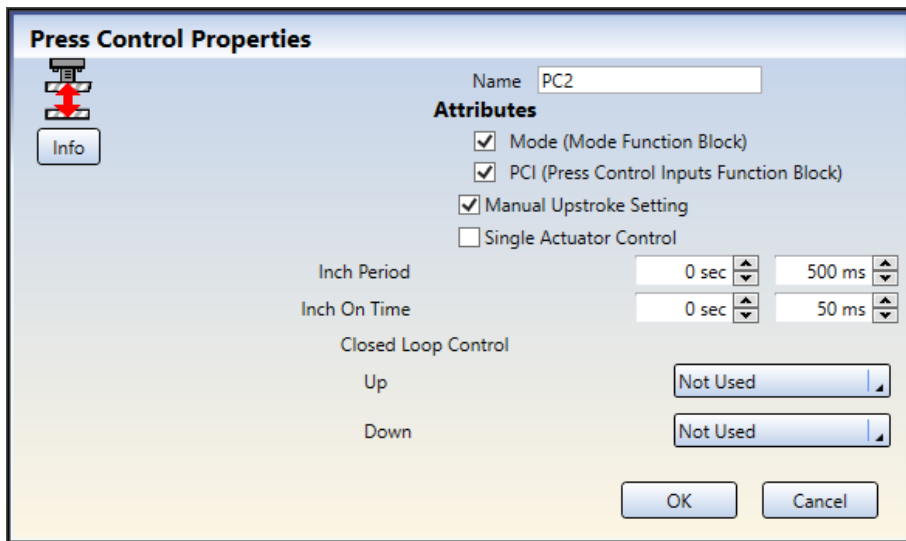 Press Control Properties
Name PC2
Attributes
Info
Mode (Mode Function Block)
PCI (Press Control Inputs Function Block)
Manual Upstroke Setting
Single Actuator Control
Inch Period 0 sec 500 ms
Inch On Time 0 sec 50 ms
Closed Loop Control
Up Not Used
Down Not Used
OK Cancel